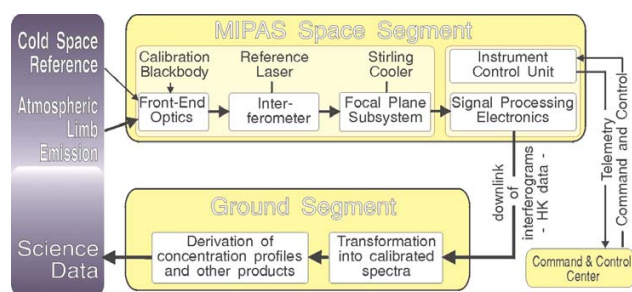 MIPAS Space Segment
Cold Space
Reference
Atmospheric
Limb
Emission
Calibration
Blackbody
Reference
Laser
Stirling
Cooler
Instrument
Control Unit
Front-End
Optics
Inter-
ferometer
Focal Plane
Subsystem
Signal Processing
Electronics
downlink
of
interferograms
- HK data -
Telemetry
Command and Control
Ground Segment
Science
Data
Derivation of
concentration profiles
and other products
Transformation
into calibrated
spectra
Command & Control
Center